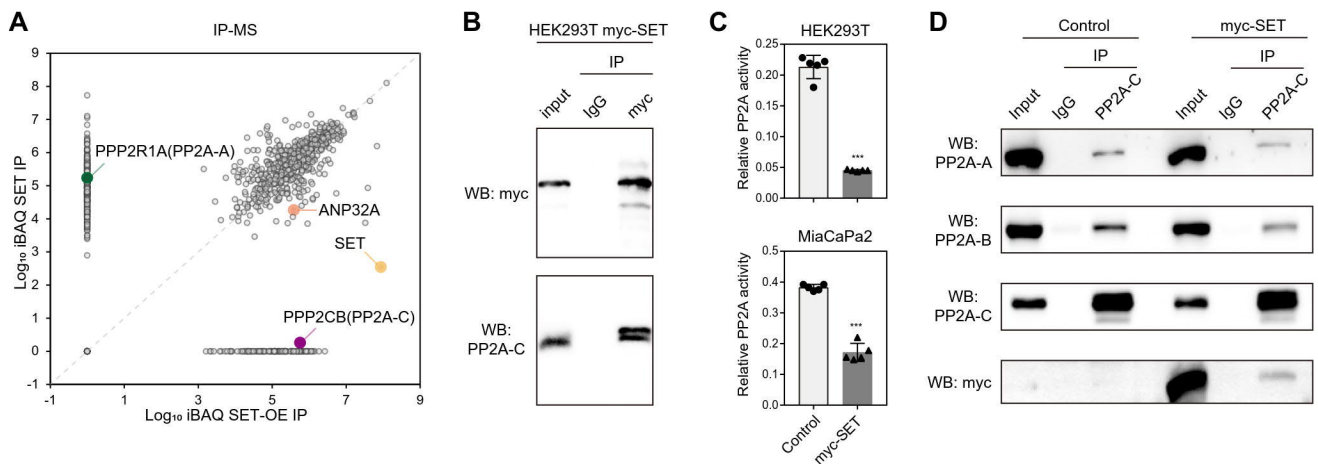 A
IP-MS
Log₁₀ iBAQ SET IP
9
8
7
6
5
4
3
2
1
0
-1
PPP2R1A(PP2A-A)
ANP32A
SET
PPP2CB(PP2A-C)
-1
1
3
5
7
9
Log₁₀ iBAQ SET-OE IP
B
HEK293T myc-SET
IP
input
IgG
myc
WB: myc
WB:
PP2A-C
C
HEK293T
Relative PP2A activity
0.25
0.20
0.15
0.10
0.05
0.00
***
MiaCaPa2
Relative PP2A activity
0.5
0.4
0.3
0.2
0.1
0.0
***
Control
myc-SET
D
Control
myc-SET
IP
IP
Input
IgG
PP2A-C
Input
IgG
PP2A-C
WB:
PP2A-A
WB:
PP2A-B
WB:
PP2A-C
WB: myc